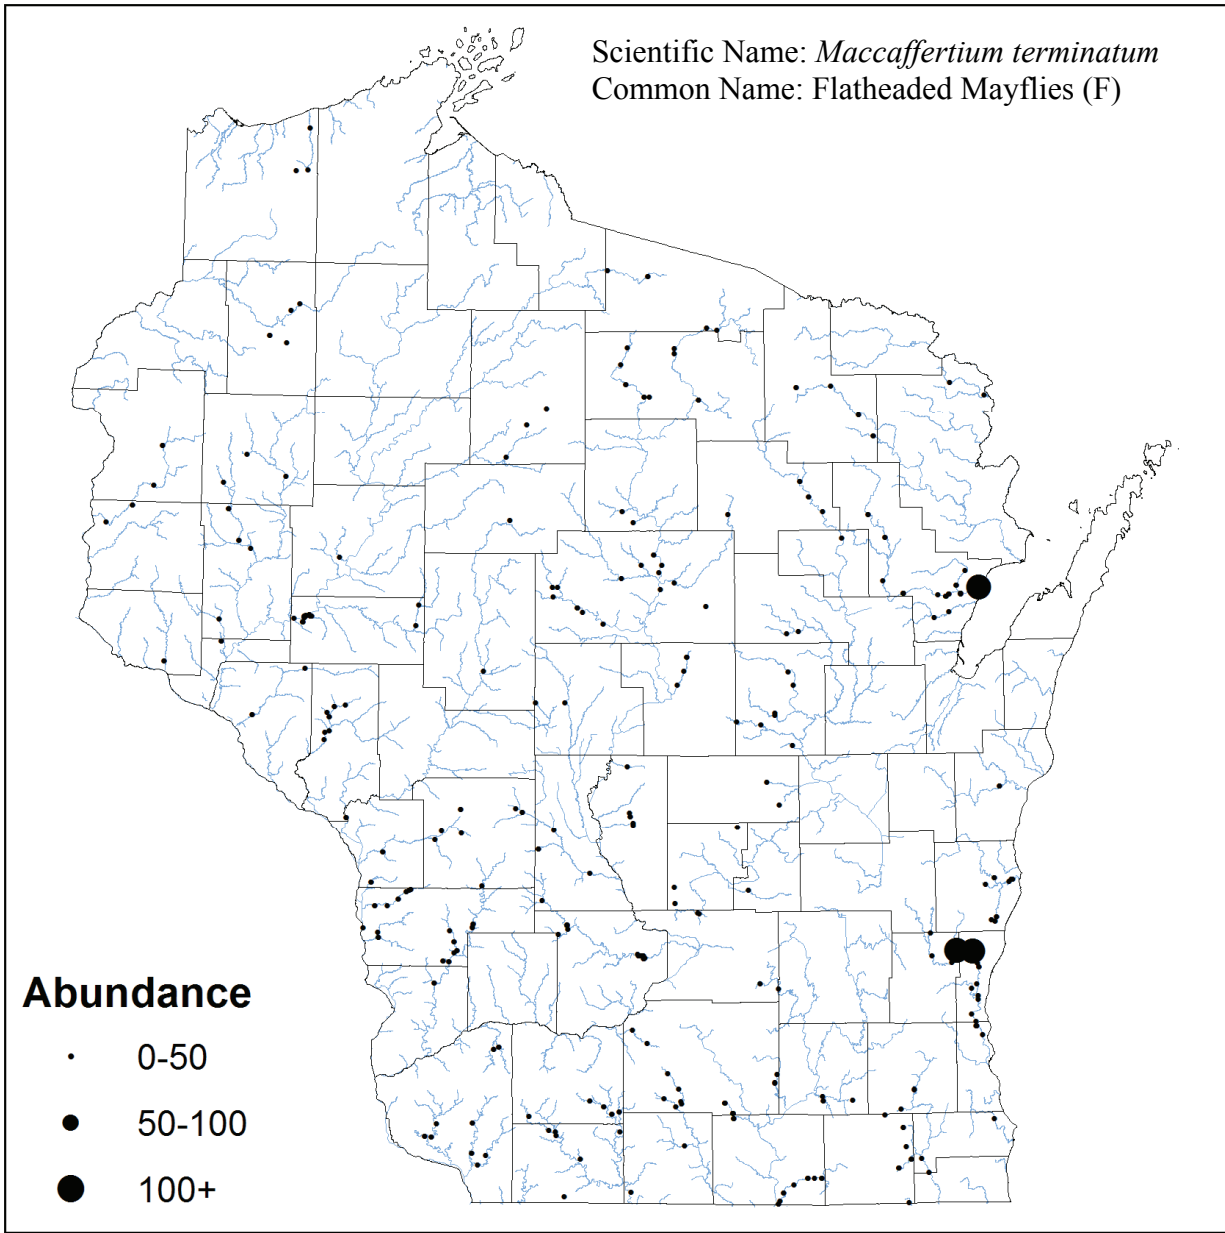 Scientific Name: Maccaffertium terminatum
Common Name: Flatheaded Mayflies (F)
Abundance
0-50
50-100
100+